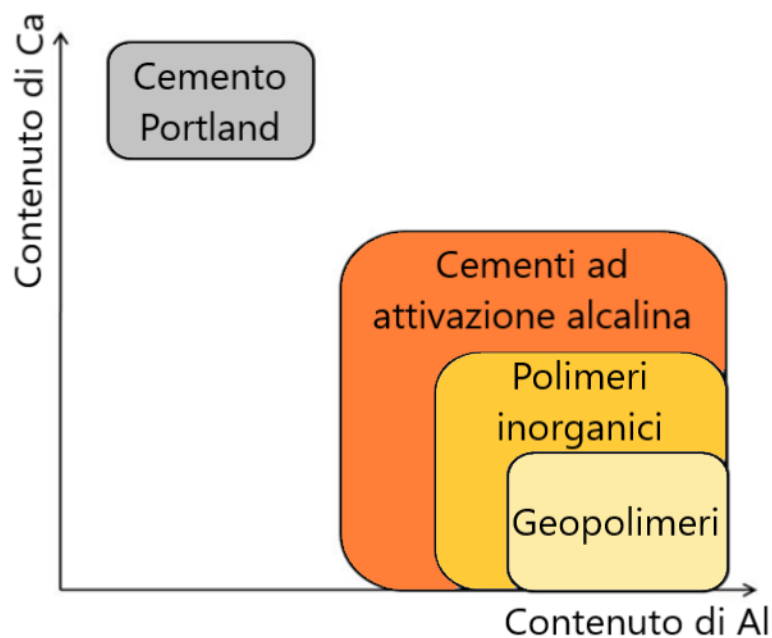 Contenuto di Ca
Cemento
Portland
Cementi ad
attivazione alcalina
Polimeri
inorganici
Geopolimeri
Contenuto di Al